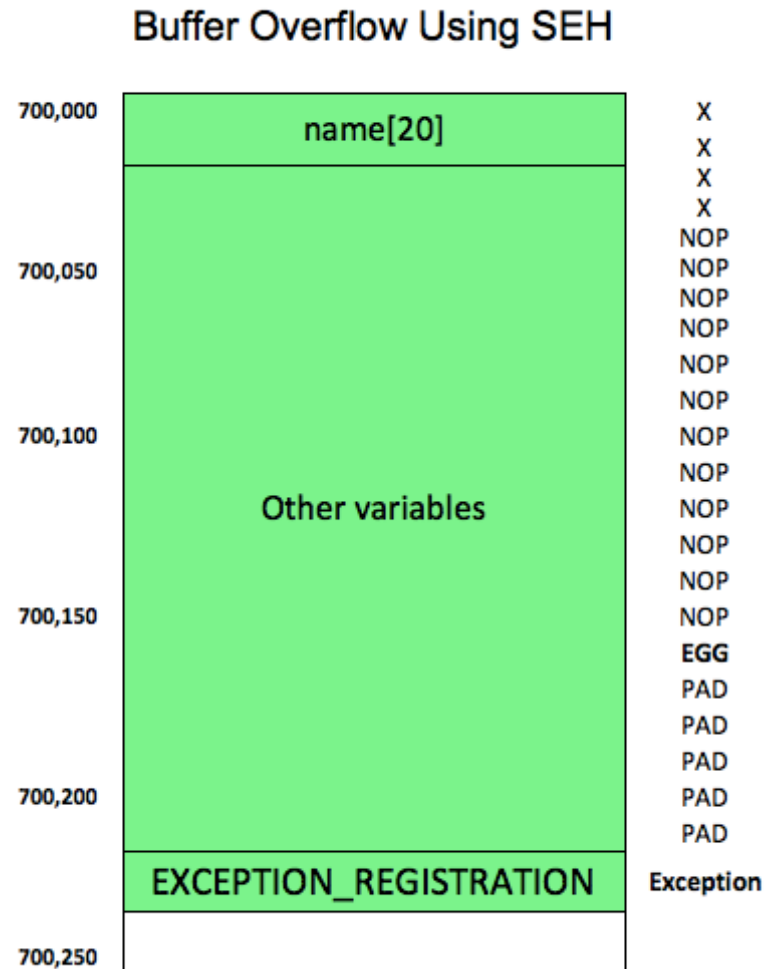 Buffer Overflow Using SEH
700,000
name[20]
X
X
X
X
NOP
700,050
NOP
NOP
NOP
NOP
NOP
700,100
NOP
NOP
Other variables
NOP
NOP
NOP
700,150
NOP
EGG
PAD
PAD
PAD
700,200
PAD
PAD
EXCEPTION_REGISTRATION
Exception
700,250